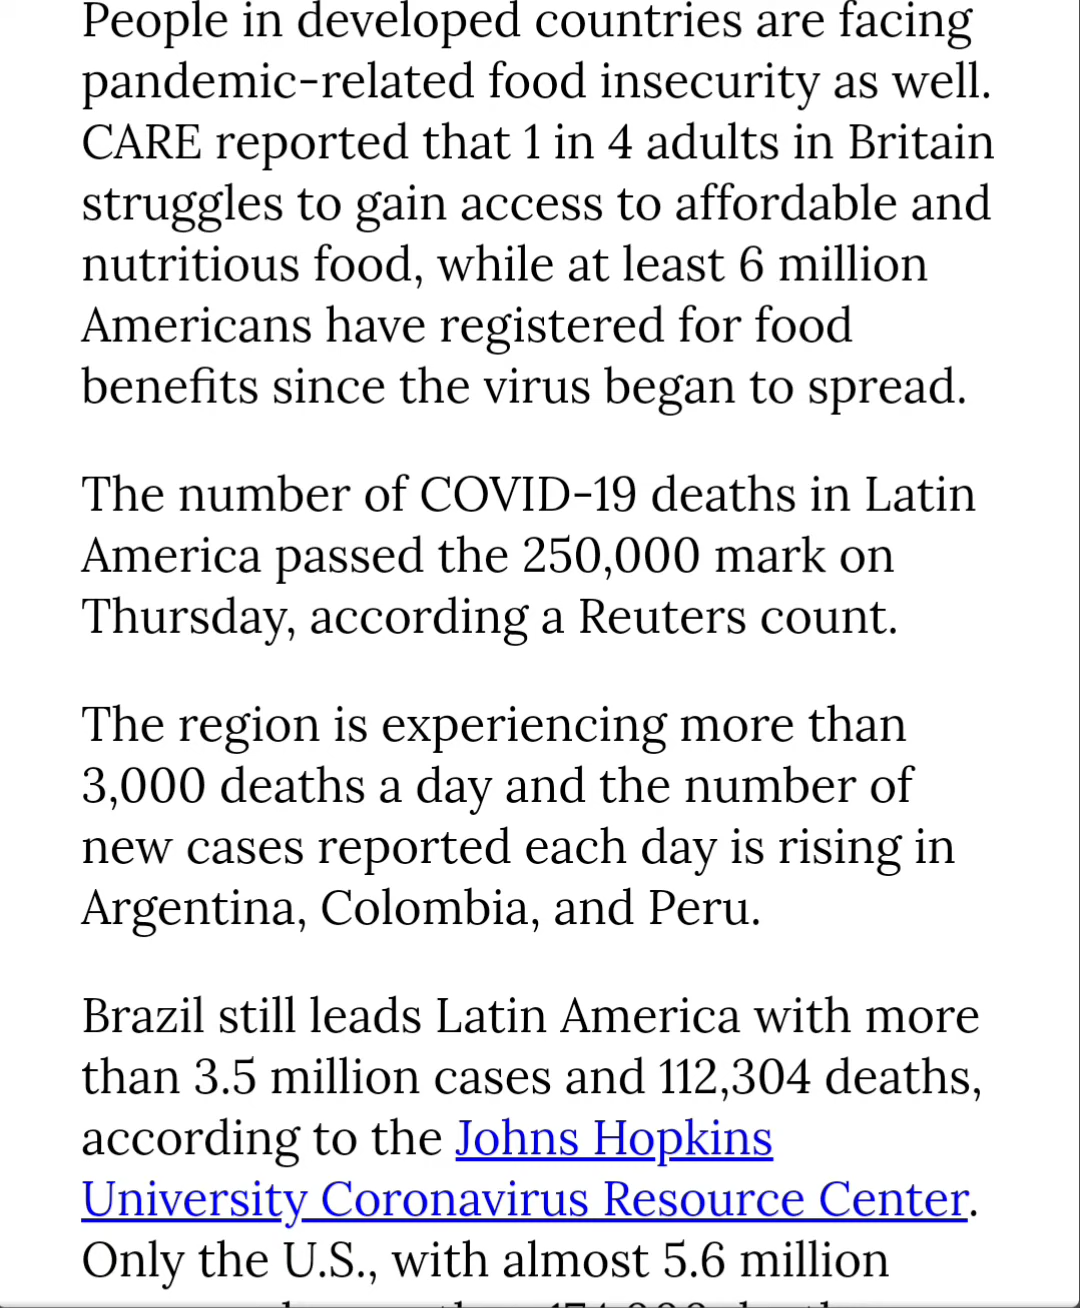 People in developed countries are facing
pandemic-related food insecurity as well.
CARE reported that 1 in 4 adults in Britain
struggles to gain access to affordable and
nutritious food, while at least 6 million
Americans have registered for food
benefits since the virus began to spread.
The number of COVID-19 deaths in Latin
America passed the 250,000 mark on
Thursday, according a Reuters count.
The region is experiencing more than
3,000 deaths a day and the number of
new cases reported each day is rising in
Argentina, Colombia, and Peru.
Brazil still leads Latin America with more
than 3.5 million cases and 112,304 deaths,
according to the Johns Hopkins
University Coronavirus Resource Center.
Only the U.S., with almost 5.6 million